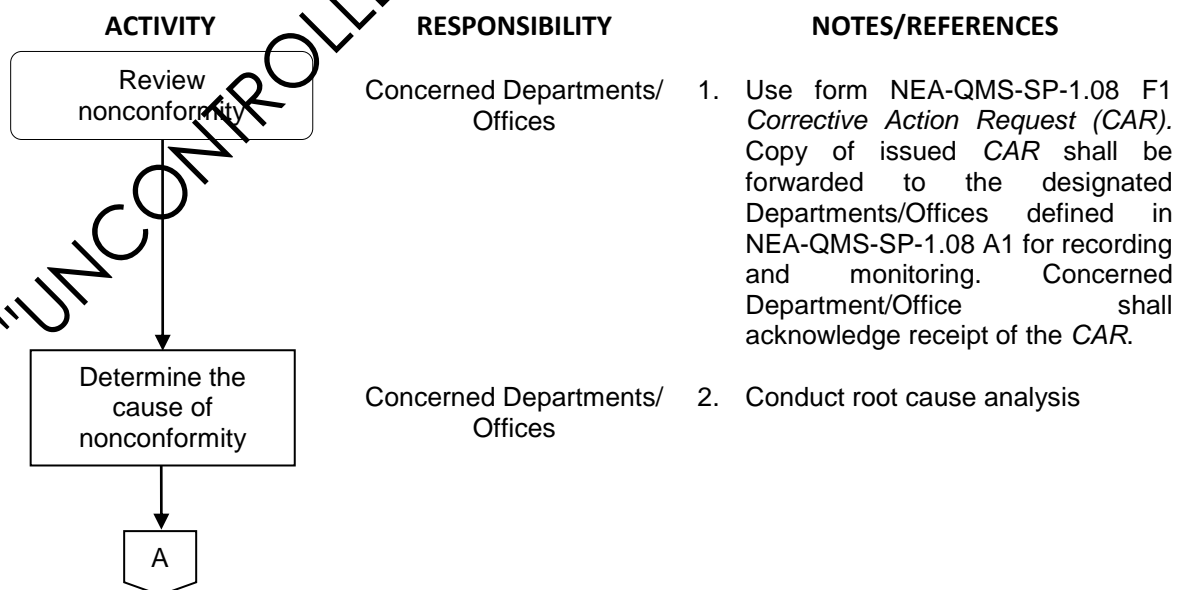 ACTIVITY RESPONSIBILITY NOTES/REFERENCES
Review
nonconformity
Concerned Departments/
Offices
1. Use form NEA-QMS-SP-1.08 F1
Corrective Action Request (CAR).
Copy of issued CAR shall be
forwarded to the designated
Departments/Offices defined in
NEA-QMS-SP-1.08 A1 for recording
and monitoring. Concerned
Department/Office shall
acknowledge receipt of the CAR.
Determine the
cause of
nonconformity
Concerned Departments/
Offices
2. Conduct root cause analysis
A